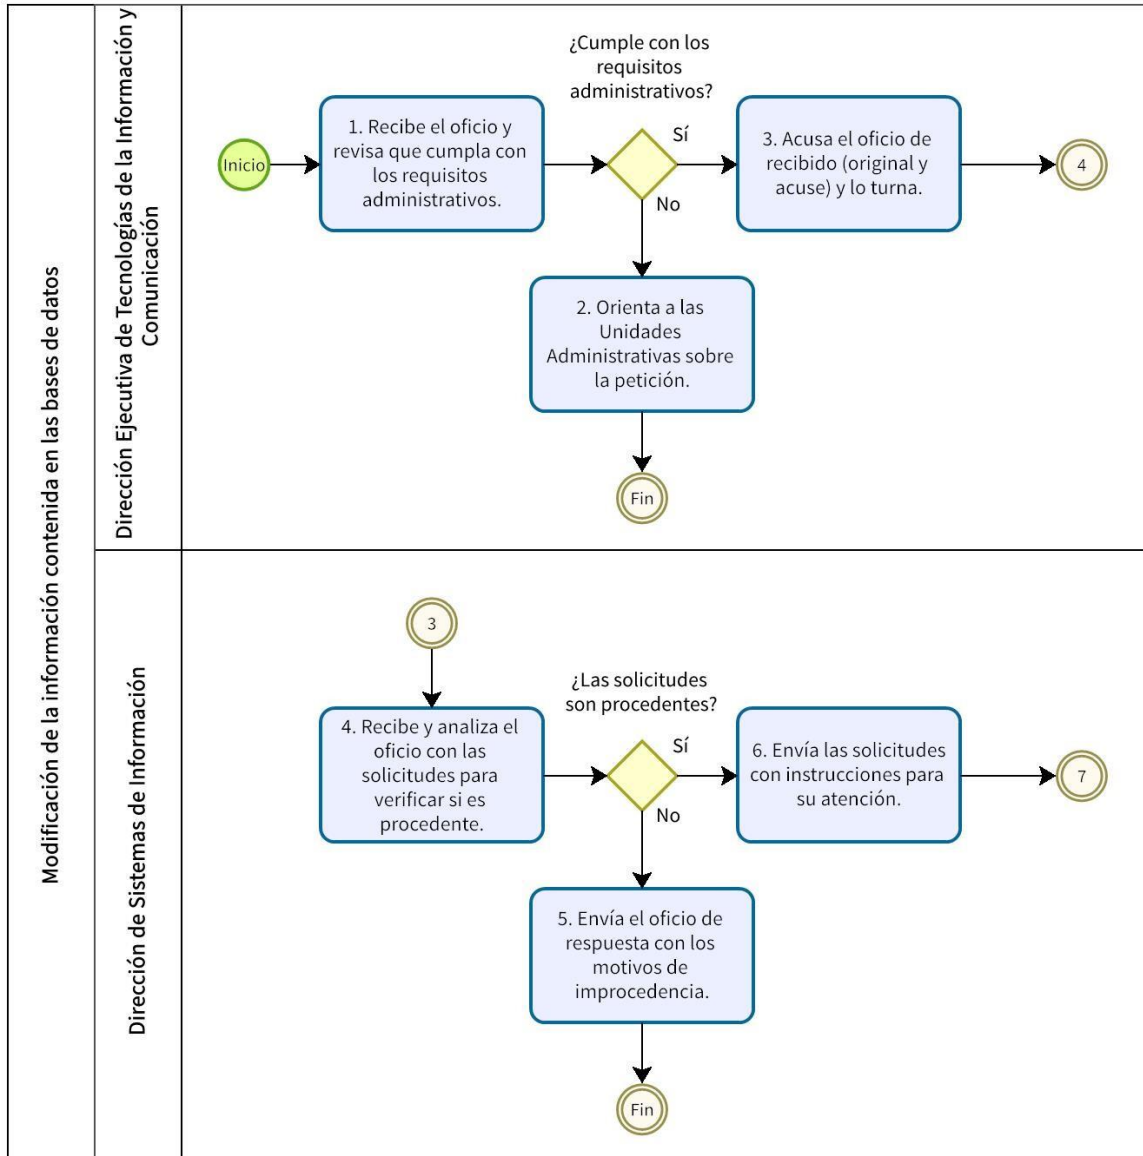 Modificación de la información contenida en las bases de datos
Dirección Ejecutiva de Tecnologías de la Información y
Comunicación
¿Cumple con los
requisitos
administrativos?
Inicio
1. Recibe el oficio y
revisa que cumpla con
los requisitos
administrativos.
Sí
No
3. Acusa el oficio de
recibido (original y
acuse) y lo turna.
4
2. Orienta a las
Unidades
Administrativas sobre
la petición.
Fin
Dirección de Sistemas de Información
3
¿Las solicitudes
son procedentes?
4. Recibe y analiza el
oficio con las
solicitudes para
verificar si es
procedente.
Sí
No
6. Envía las solicitudes
con instrucciones para
su atención.
7
5. Envía el oficio de
respuesta con los
motivos de
improcedencia.
Fin